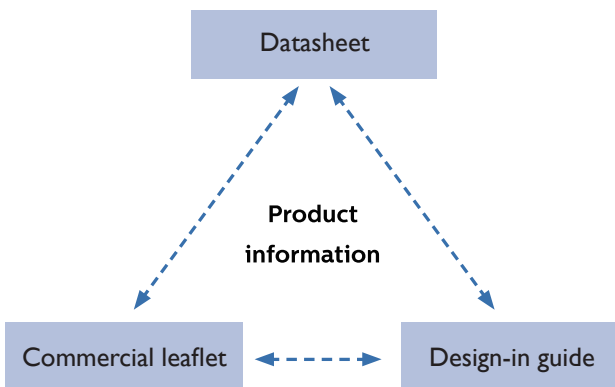 Datasheet
Product
information
Commercial leaflet
Design-in guide